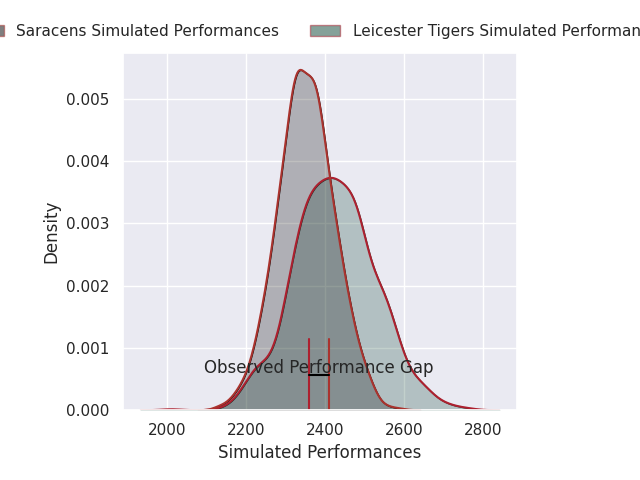 Saracens Simulated Performances
Leicester Tigers Simulated Performan
0.005
0.004
0.003
0.002
0.001
0.000
Density
Observed Performance Gap
2000 2200 2400 2600 2800
Simulated Performances